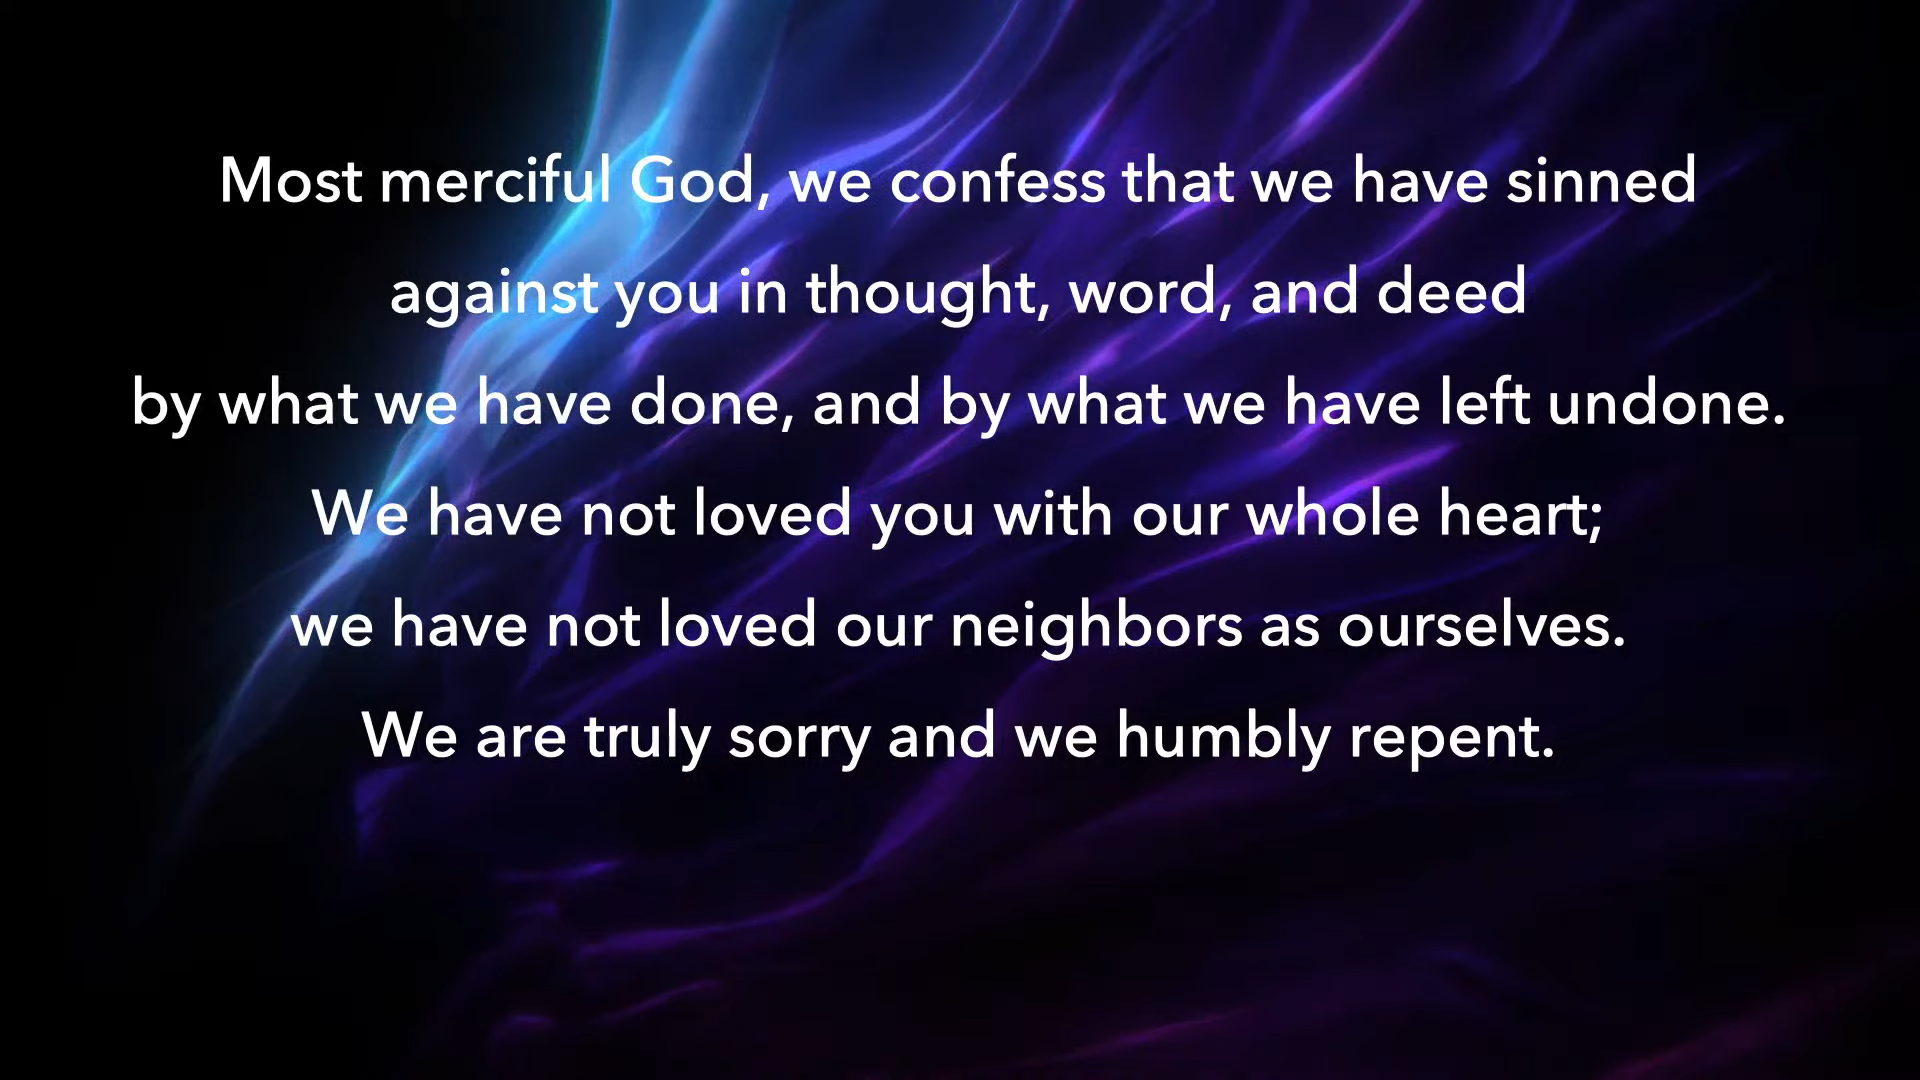 Most merciful God, we confess that we have sinned
against you in thought, word, and deed
by what we have done, and by what we have left undone.
We have not loved you with our whole heart;
we have not loved our neighbors as ourselves.
We are truly sorry and we humbly repent.